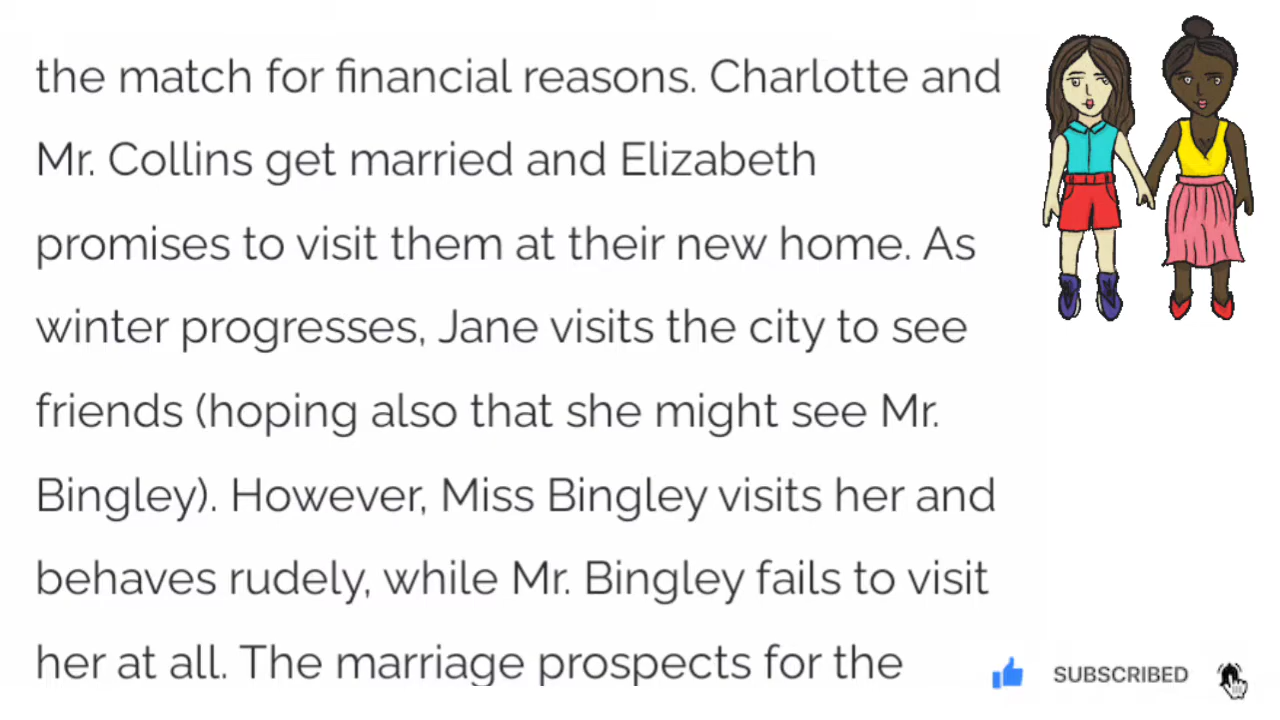 the match for financial reasons. Charlotte and
Mr. Collins get married and Elizabeth
promises to visit them at their new home. As
winter progresses, Jane visits the city to see
friends (hoping also that she might see Mr.
Bingley). However, Miss Bingley visits her and
behaves rudely, while Mr. Bingley fails to visit
her at all. The marriage prospects for the
SUBSCRIBED